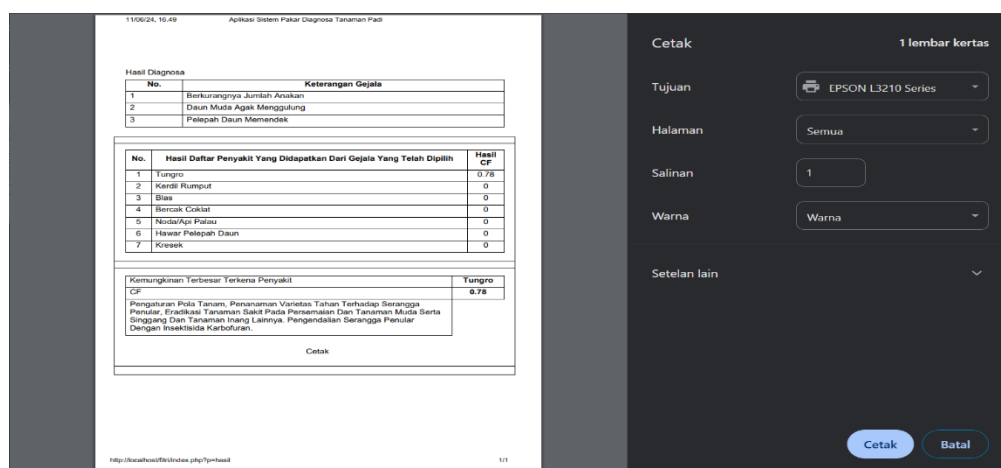 11/06/24, 16.49 Aplikasi Sistem Pakar Diagnosa Tanaman Padi
Hasil Diagnosa
No. Keterangan Gejala
1 Berkurangnya Jumlah Anakan
2 Daun Muda Agak Menggulung
3 Pelepah Daun Memendek
No. Hasil Daftar Penyakit Yang Didapatkan Dari Gejala Yang Telah Dipilih Hasil CF
1 Tungro 0.78
2 Kerdil Rumput 0
3 Blas 0
4 Bercak Coklat 0
5 Noda/Api Palau 0
6 Hawar Pelepah Daun 0
7 Kresek 0
Kemungkinan Terbesar Terkena Penyakit Tungro
CF 0.78
Pengaturan Pola Tanam, Penanaman Varietas Tahan Terhadap Serangga
Penular, Eradikasi Tanaman Sakit Pada Persemaian Dan Tanaman Muda Serta
Singgang Dan Tanaman Inang Lainnya. Pengendalian Serangga Penular
Dengan Insektisida Karbofuran.
Cetak
http://localhost/fitri/index.php?p=hasil 1/1
Cetak 1 lembar kertas
Tujuan EPSON L3210 Series
Halaman Semua
Salinan 1
Warna Warna
Setelan lain
Cetak Batal